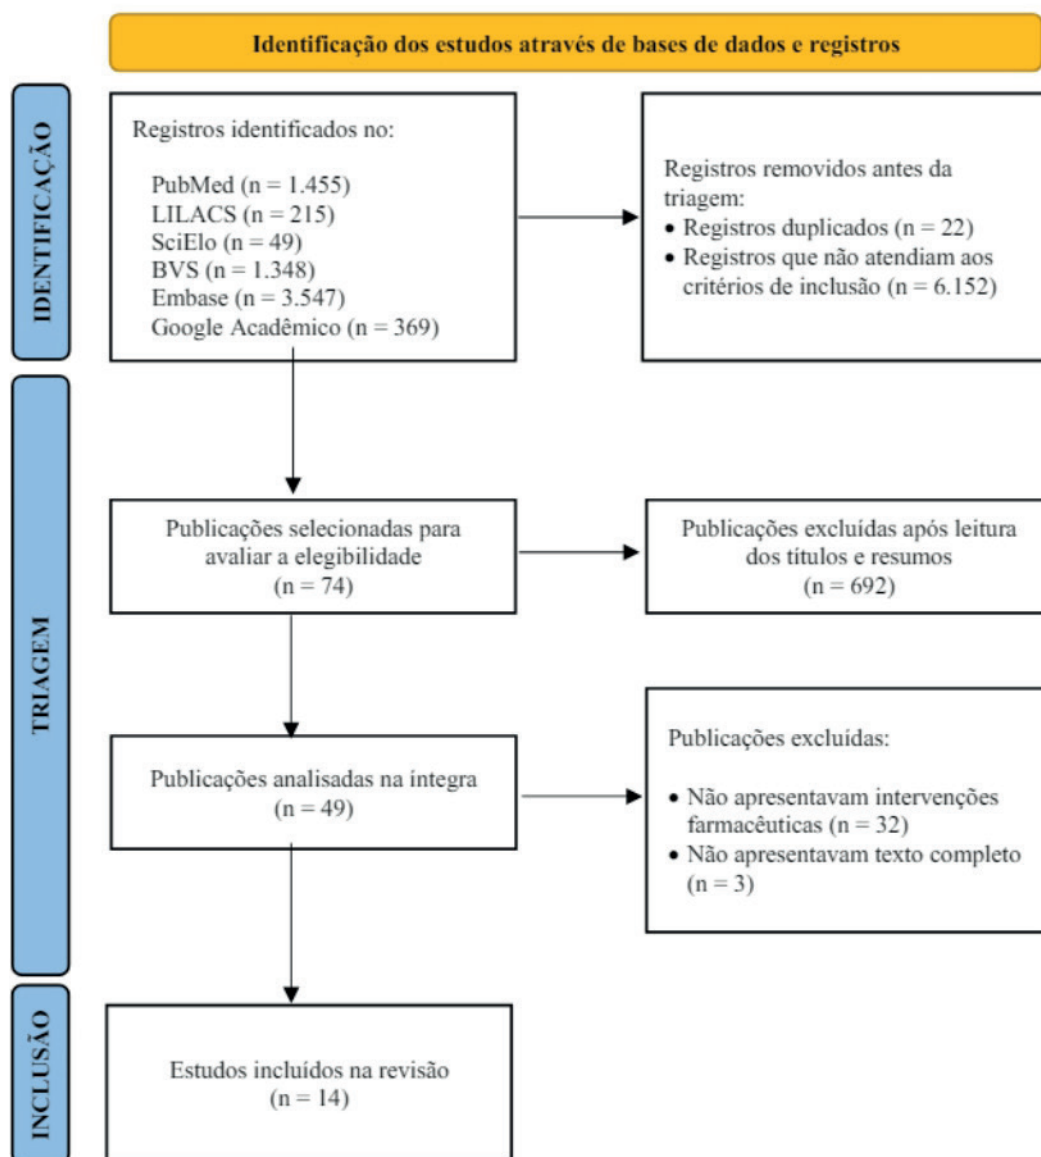 Identificação dos estudos através de bases de dados e registros
IDENTIFICAÇÃO
Registros identificados no:
PubMed (n = 1.455)
LILACS (n = 215)
SciElo (n = 49)
BVS (n = 1.348)
Embase (n = 3.547)
Google Acadêmico (n = 369)
Registros removidos antes da
triagem:
• Registros duplicados (n = 22)
• Registros que não atendiam aos
critérios de inclusão (n = 6.152)
TRIAGEM
Publicações selecionadas para
avaliar a elegibilidade
(n = 74)
Publicações excluídas após leitura
dos títulos e resumos
(n = 692)
Publicações analisadas na íntegra
(n = 49)
Publicações excluídas:
• Não apresentavam intervenções
farmacêuticas (n = 32)
• Não apresentavam texto completo
(n = 3)
INCLUSÃO
Estudos incluídos na revisão
(n = 14)